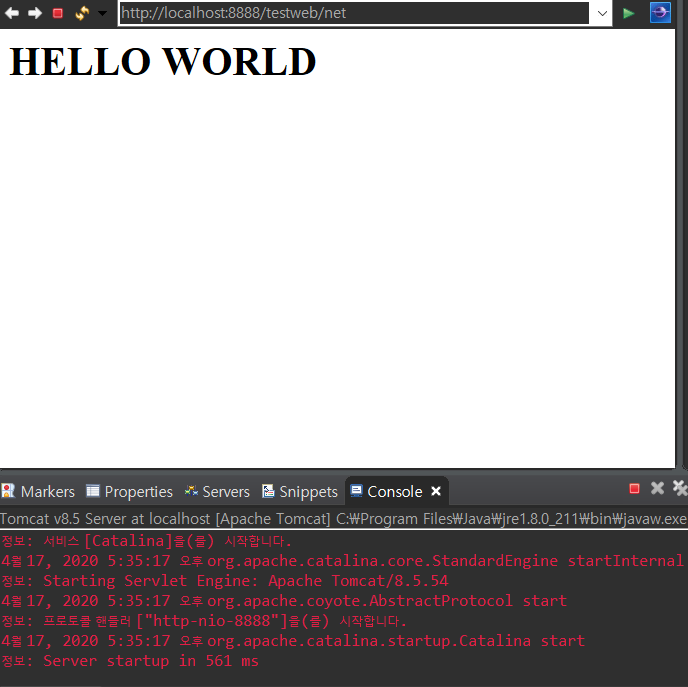 http://localhost:8888/testweb/net
HELLO WORLD
Markers Properties Servers Snippets Console
Tomcat v8.5 Server at localhost [Apache Tomcat] C:₩Program Files₩Java₩jre1.8.0_211₩bin₩javaw.exe
정보: 서비스 [Catalina]을(를) 시작합니다.
4월 17, 2020 5:35:17 오후 org.apache.catalina.core.StandardEngine startInternal
정보: Starting Servlet Engine: Apache Tomcat/8.5.54
4월 17, 2020 5:35:17 오후 org.apache.coyote.AbstractProtocol start
정보: 프로토콜 핸들러 ["http-nio-8888"]을(를) 시작합니다.
4월 17, 2020 5:35:17 오후 org.apache.catalina.startup.Catalina start
정보: Server startup in 561 ms